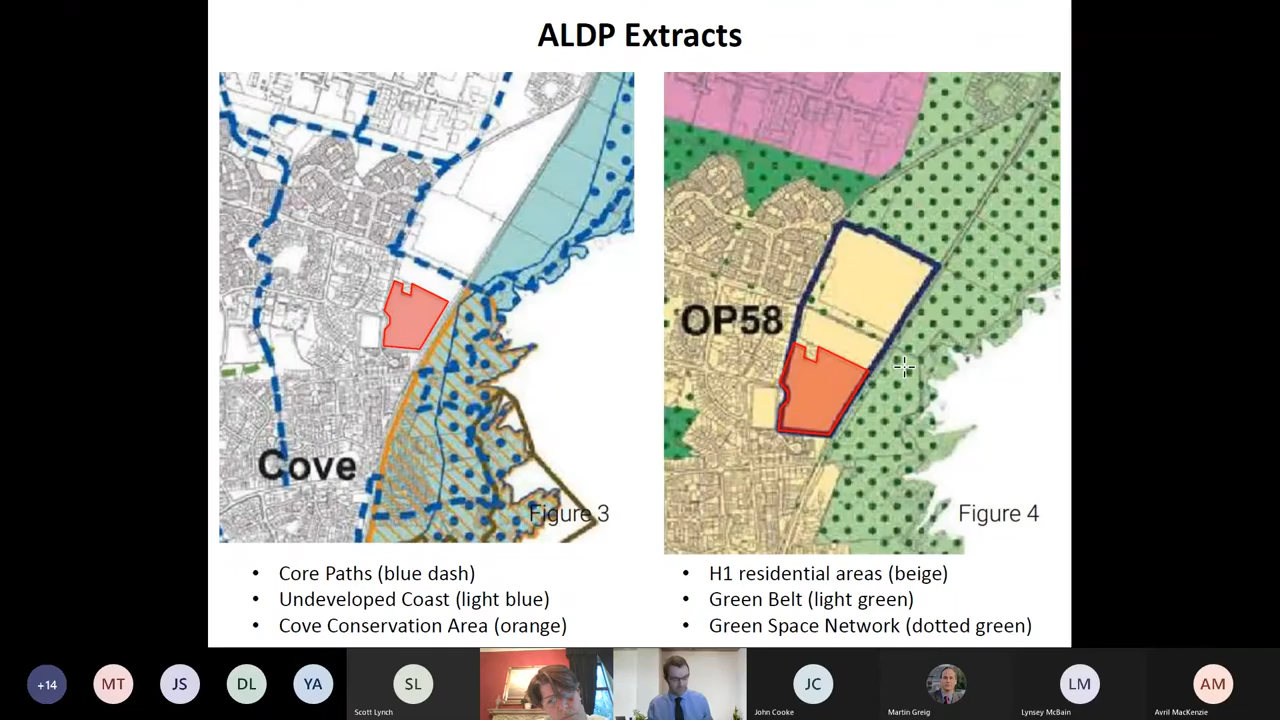 ALDP Extracts
Cove
Figure 3
OP58
Figure 4
• Core Paths (blue dash)
• Undeveloped Coast (light blue)
• Cove Conservation Area (orange)
• H1 residential areas (beige)
• Green Belt (light green)
• Green Space Network (dotted green)
+14
MT
JS
DL
YA
SL
Scott Lynch
JC
John Cooke
Martin Greig
LM
Lynsey McBain
AM
Avril MacKenzie